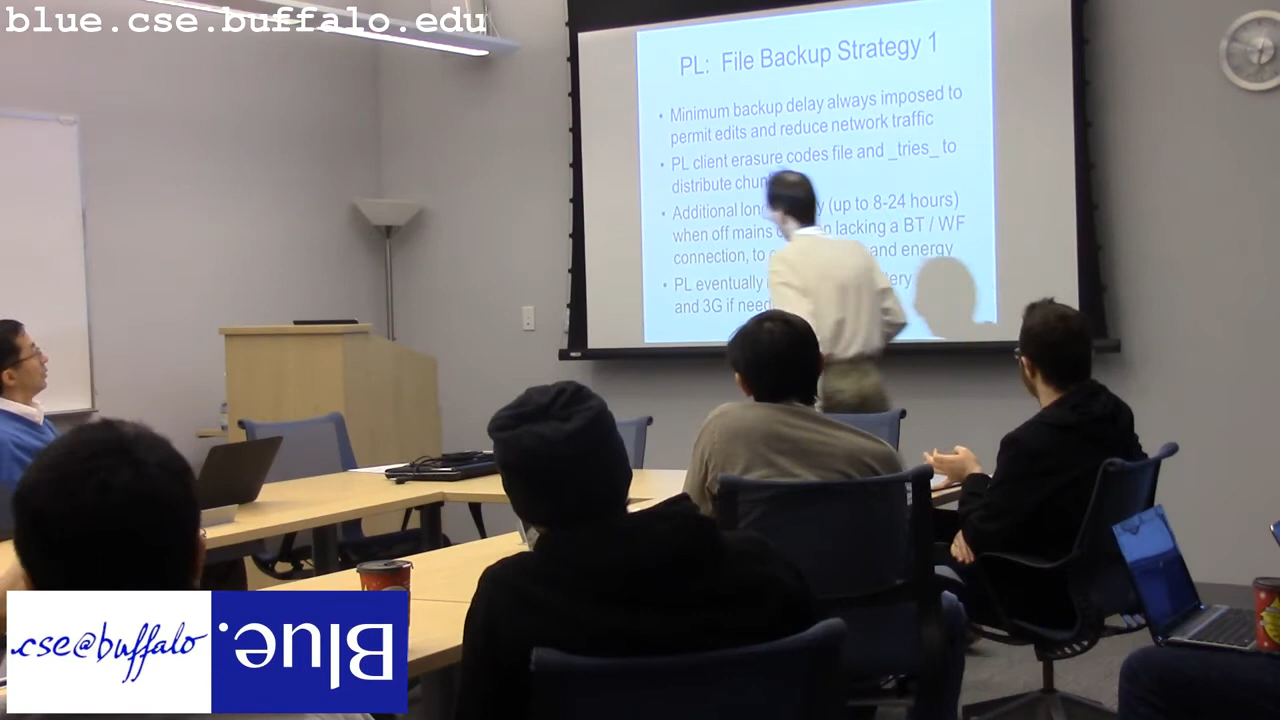 blue.cse.buffalo.edu
PL: File Backup Strategy 1
• Minimum backup delay always imposed to
permit edits and reduce network traffic
• PL client erasure codes file and _tries_ to
distribute
• Additional (up to 8-24 hours)
when off mains lacking a BT / WF
connection, to and energy
• PL eventually
and 3G if
.cse@buffalo
Blue.